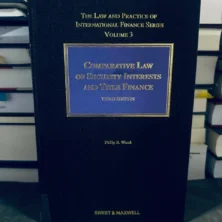 THE LAW AND PRACTICE OF
INTERNATIONAL FINANCE SERIES
VOLUME 3
COMPARATIVE LAW
OF SECURITY INTERESTS
AND TITLE FINANCE
THIRD EDITION
Philip R. Wood
SWEET & MAXWELL